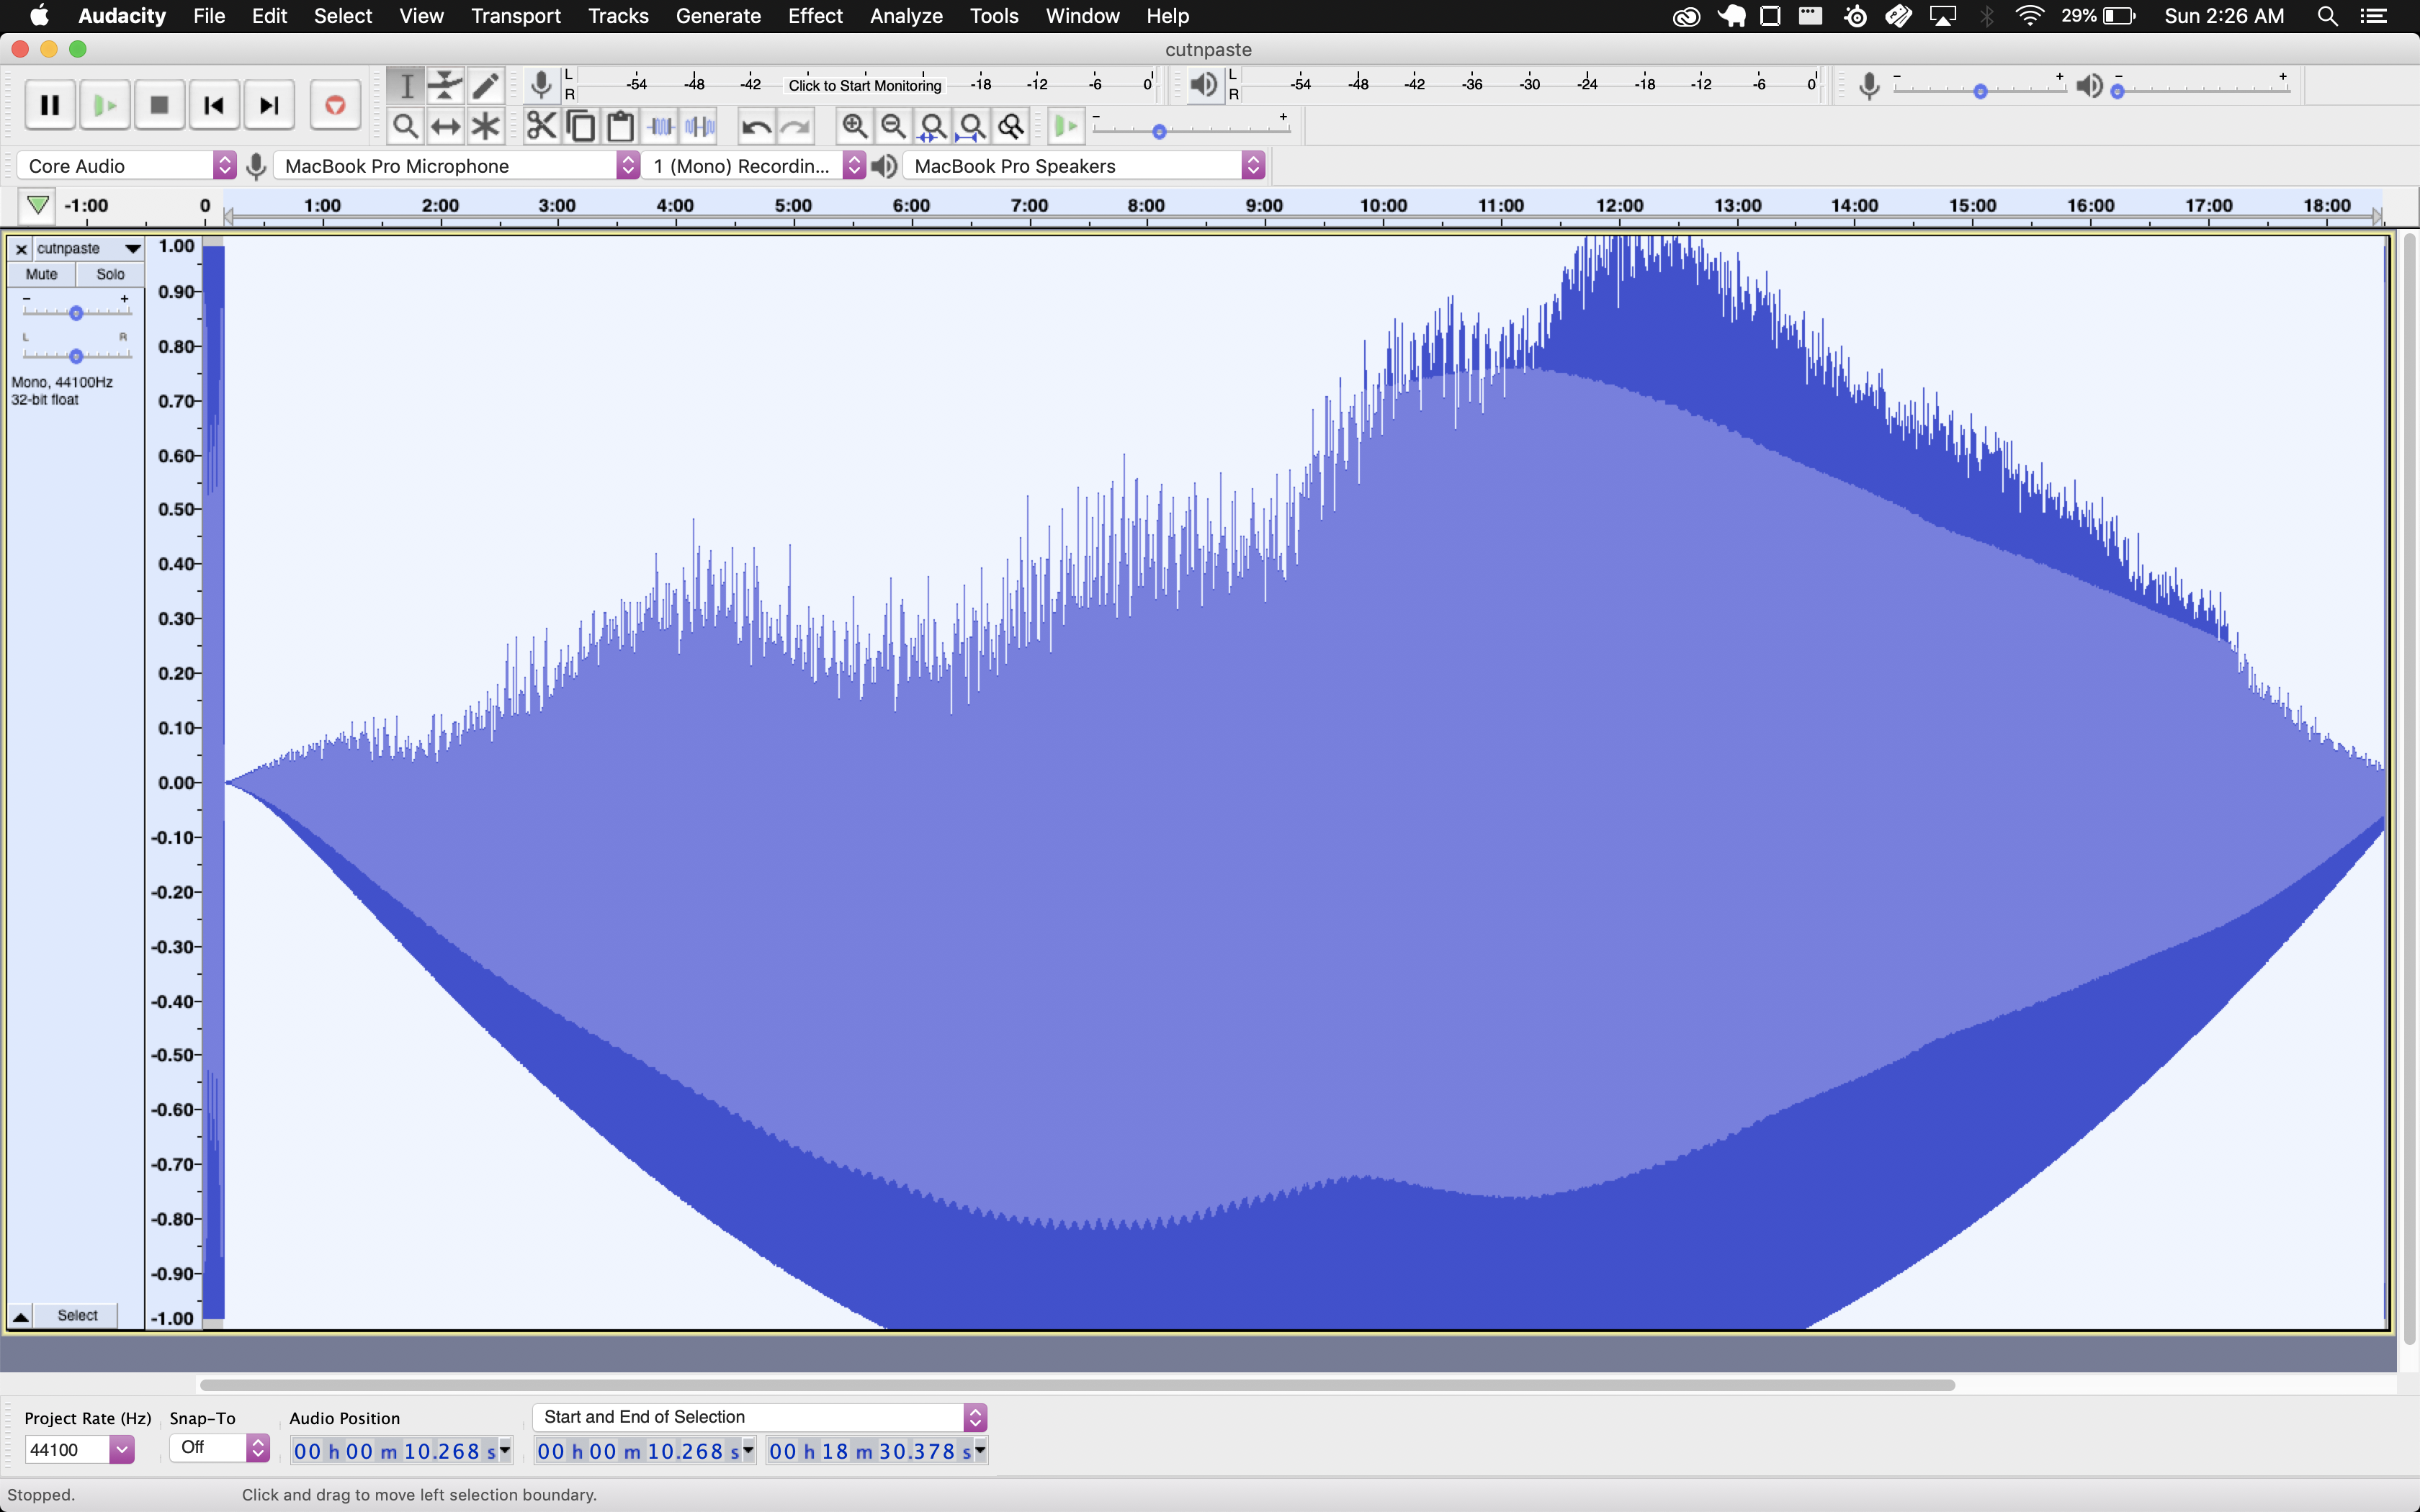 Audacity File Edit Select View Transport Tracks Generate Effect Analyze Tools Window Help 29% Sun 2:26 AM
cutnpaste
L R -54 -48 -42 Click to Start Monitoring -18 -12 -6 0 L R -54 -48 -42 -36 -30 -24 -18 -12 -6 0 - + - +
- +
Core Audio MacBook Pro Microphone 1 (Mono) Recordin... MacBook Pro Speakers
-1:00 0 1:00 2:00 3:00 4:00 5:00 6:00 7:00 8:00 9:00 10:00 11:00 12:00 13:00 14:00 15:00 16:00 17:00 18:00
cutnpaste
Mute Solo
- +
L R
Mono, 44100Hz
32-bit float
Select
1.00
0.90
0.80
0.70
0.60
0.50
0.40
0.30
0.20
0.10
0.00
-0.10
-0.20
-0.30
-0.40
-0.50
-0.60
-0.70
-0.80
-0.90
-1.00
Project Rate (Hz) Snap-To Audio Position Start and End of Selection
44100 Off 00 h 00 m 10.268 s 00 h 00 m 10.268 s 00 h 18 m 30.378 s
Stopped. Click and drag to move left selection boundary.